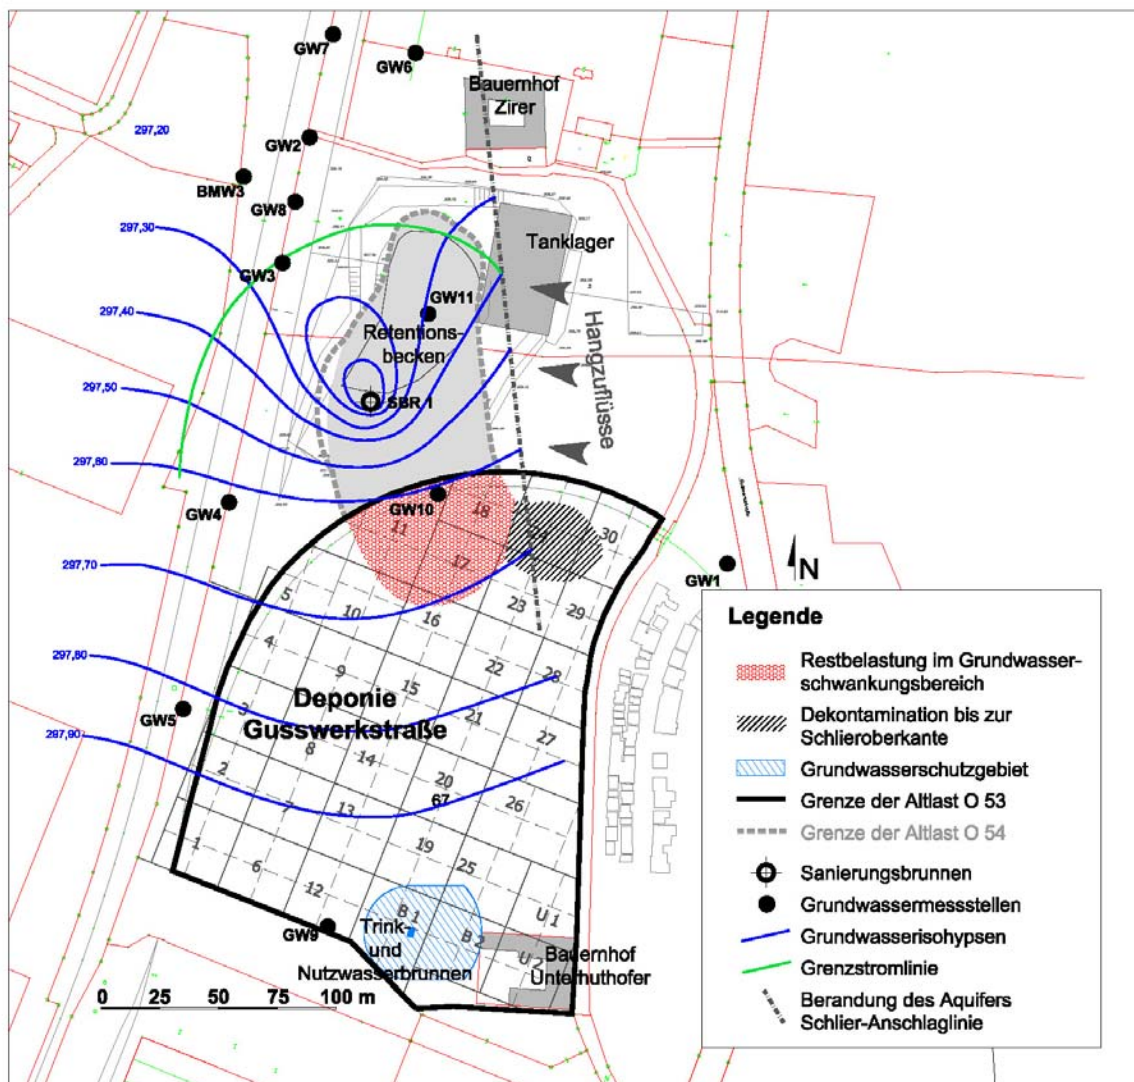 GW7
GW6
Bauernhof
Zirer
297,20
GW2
BMW3
GW8
297,30
Tanklager
GW3
GW11
297,40
Retentions-
becken
Hangzuflüsse
297,50
SBR 1
297,60
GW10
18
11
24
30
GW4
17
GW1
N
297,70
5
10
16
23
29
4
9
15
22
28
297,80
Deponie
Gusswerkstraße
GW5
3
21
27
297,90
8
14
20
67
26
2
7
13
1
6
12
25
B 1
B 2
U 1
U 2
GW9
Trink-
und
Nutzwasserbrunnen
Bauernhof
Unterhuthofer
0 25 50 75 100 m
Legende
Restbelastung im Grundwasser-
schwankungsbereich
Dekontamination bis zur
Schlieroberkante
Grundwasserschutzgebiet
Grenze der Altlast O 53
Grenze der Altlast O 54
Sanierungsbrunnen
Grundwassermessstellen
Grundwasserisohypsen
Grenzstromlinie
Berandung des Aquifers
Schlier-Anschlaglinie